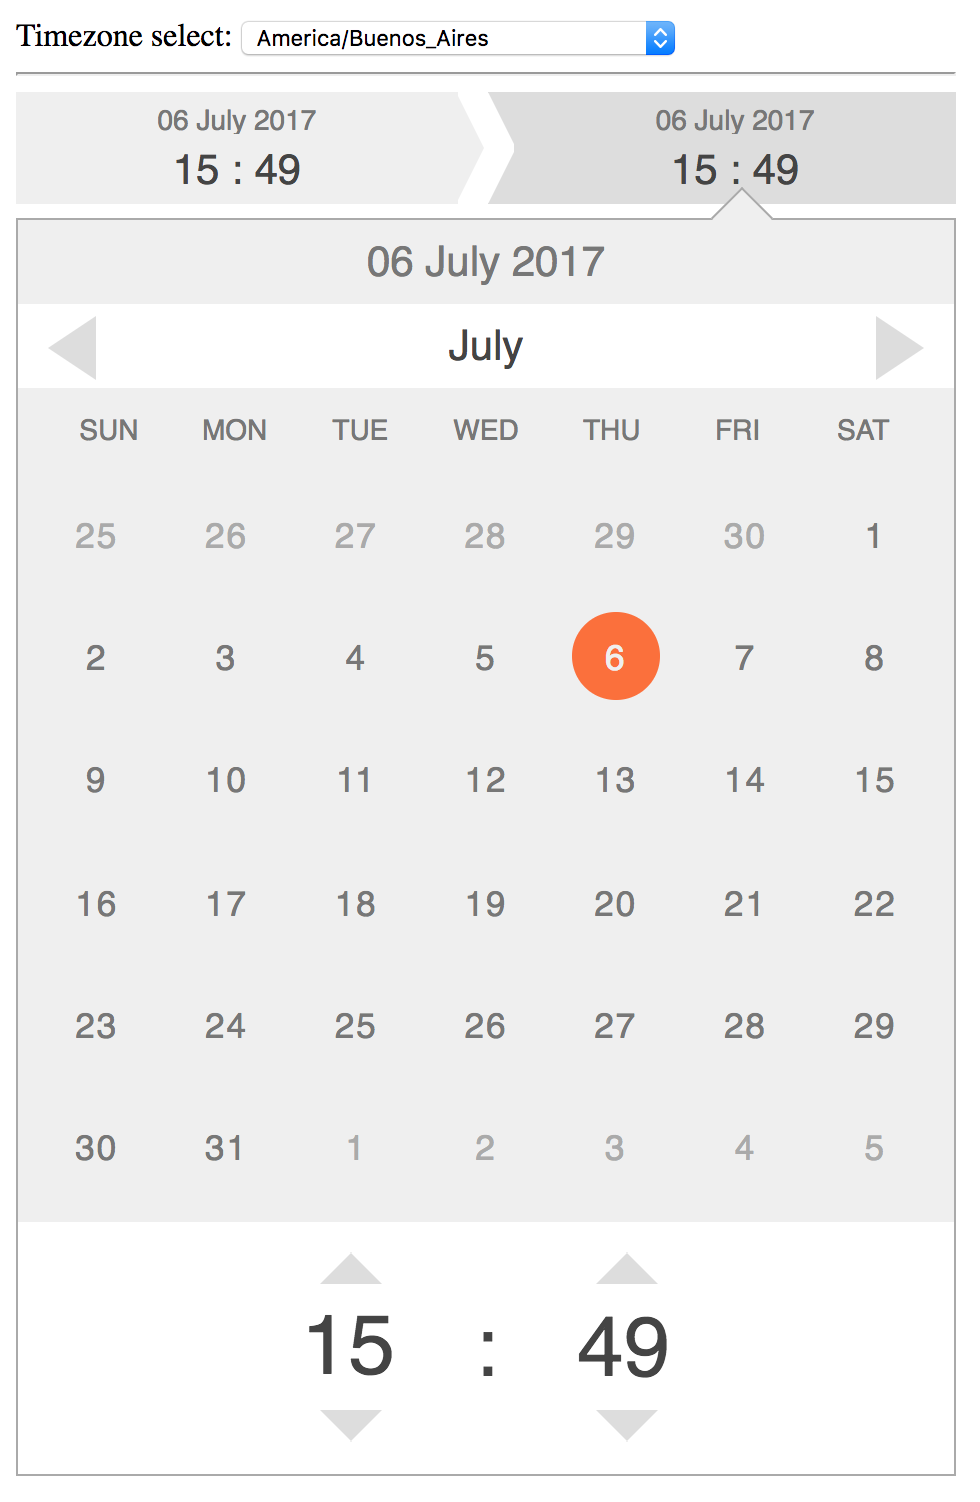 Timezone select: America/Buenos_Aires
06 July 2017 06 July 2017
15 : 49 15 : 49
06 July 2017
July
SUN MON TUE WED THU FRI SAT
25 26 27 28 29 30 1
2 3 4 5 6 7 8
9 10 11 12 13 14 15
16 17 18 19 20 21 22
23 24 25 26 27 28 29
30 31 1 2 3 4 5
15 : 49